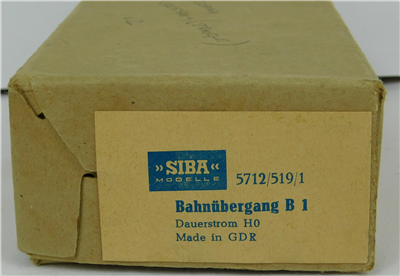 »SIBA«
MODELLE
5712/519/1
Bahnübergang B 1
Dauerstrom H0
Made in GDR